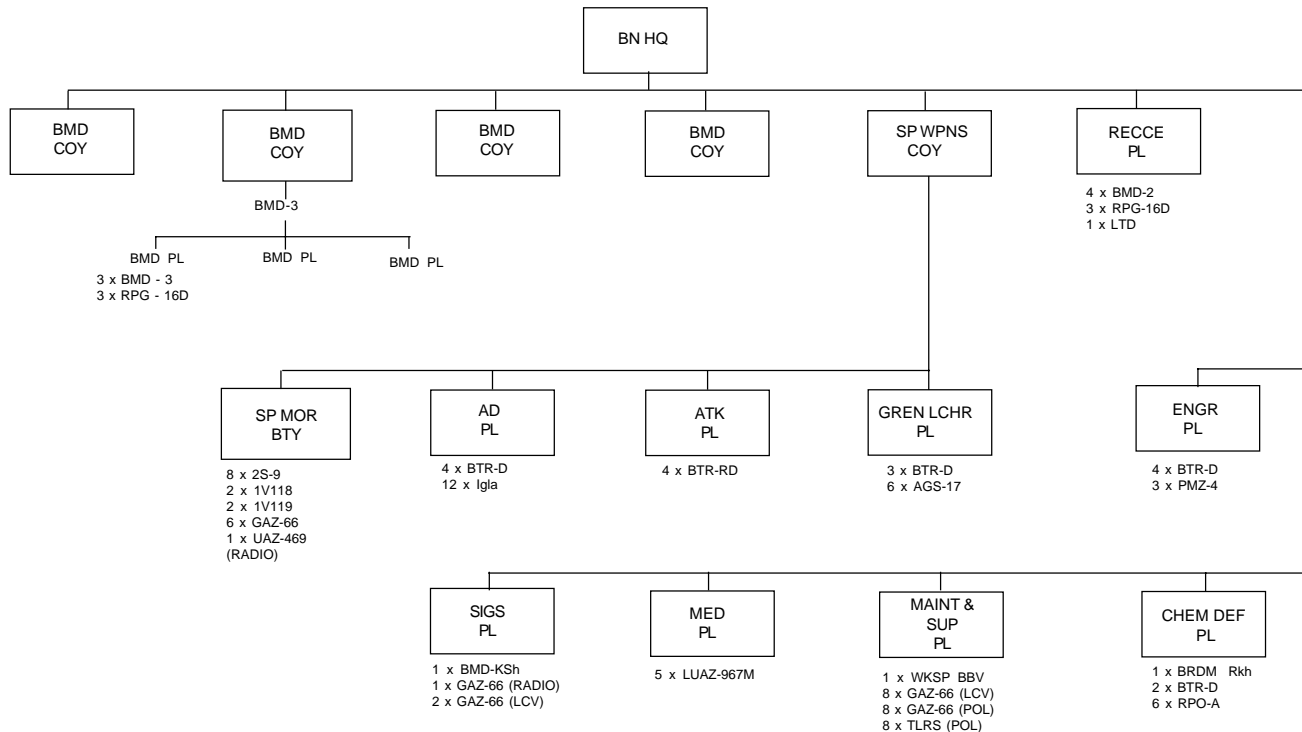 BN HQ
BMD
COY
BMD
COY
BMD
COY
BMD
COY
SP WPNS
COY
RECCE
PL
4 x BMD-2
3 x RPG-16D
1 x LTD
BMD-3
BMD PL
BMD PL
BMD PL
3 x BMD - 3
3 x RPG - 16D
SP MOR
BTY
8 x 2S-9
2 x 1V118
2 x 1V119
6 x GAZ-66
1 x UAZ-469
(RADIO)
AD
PL
4 x BTR-D
12 x Igla
ATK
PL
4 x BTR-RD
GREN LCHR
PL
3 x BTR-D
6 x AGS-17
ENGR
PL
4 x BTR-D
3 x PMZ-4
SIGS
PL
1 x BMD-KSh
1 x GAZ-66 (RADIO)
2 x GAZ-66 (LCV)
MED
PL
5 x LUAZ-967M
MAINT &
SUP
PL
1 x WKSP BBV
8 x GAZ-66 (LCV)
8 x GAZ-66 (POL)
8 x TLRS (POL)
CHEM DEF
PL
1 x BRDM Rkh
2 x BTR-D
6 x RPO-A